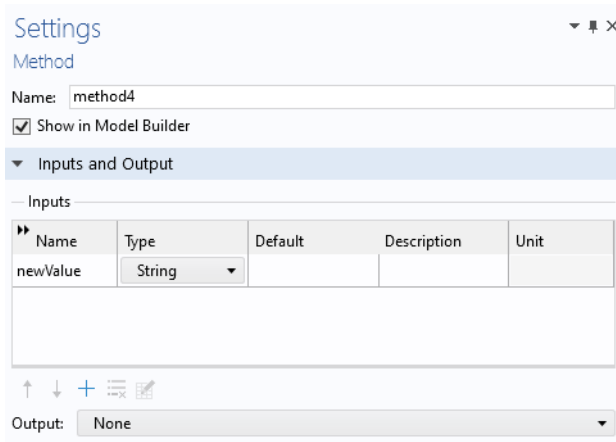 Settings
Method
Name: method4
Show in Model Builder
Inputs and Output
Inputs
Name Type Default Description Unit
newValue String
Output: None